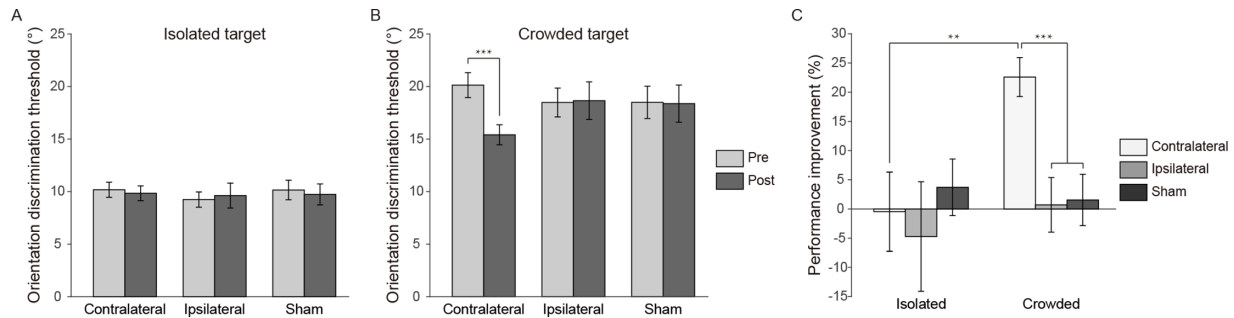 A
Isolated target
Orientation discrimination threshold (°)
25
20
15
10
5
0
Contralateral Ipsilateral Sham
B
Crowded target
Orientation discrimination threshold (°)
25
20
15
10
5
0
***
Contralateral Ipsilateral Sham
Pre
Post
C
Performance improvement (%)
30
25
20
15
10
5
0
-5
-10
-15
** ***
Isolated Crowded
Contralateral
Ipsilateral
Sham